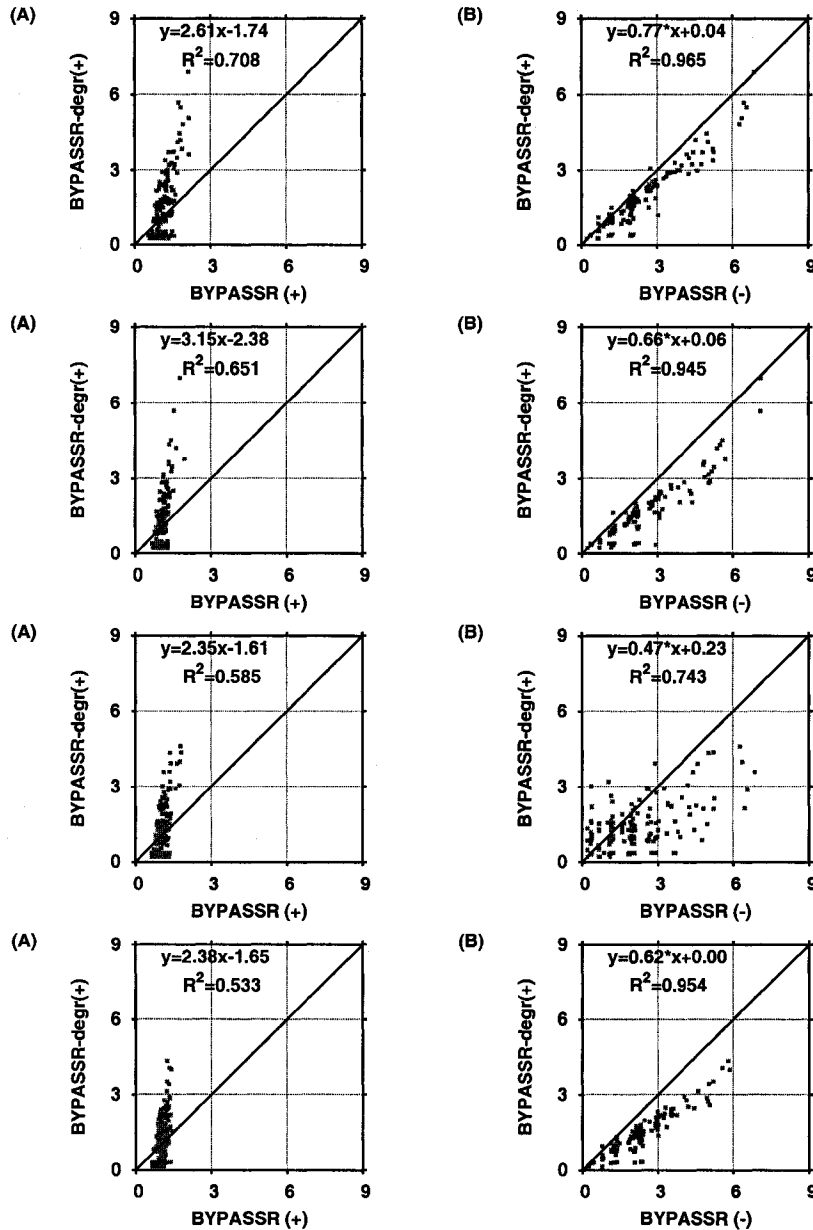 (A)
9
6
3
0
BYPASSR-degr(+)
y=2.61x-1.74
R²=0.708
0 3 6 9
BYPASSR (+)
(B)
9
6
3
0
BYPASSR-degr(+)
y=0.77*x+0.04
R²=0.965
0 3 6 9
BYPASSR (-)
(A)
9
6
3
0
BYPASSR-degr(+)
y=3.15x-2.38
R²=0.651
0 3 6 9
BYPASSR (+)
(B)
9
6
3
0
BYPASSR-degr(+)
y=0.66*x+0.06
R²=0.945
0 3 6 9
BYPASSR (-)
(A)
9
6
3
0
BYPASSR-degr(+)
y=2.35x-1.61
R²=0.585
0 3 6 9
BYPASSR (+)
(B)
9
6
3
0
BYPASSR-degr(+)
y=0.47*x+0.23
R²=0.743
0 3 6 9
BYPASSR (-)
(A)
9
6
3
0
BYPASSR-degr(+)
y=2.38x-1.65
R²=0.533
0 3 6 9
BYPASSR (+)
(B)
9
6
3
0
BYPASSR-degr(+)
y=0.62*x+0.00
R²=0.954
0 3 6 9
BYPASSR (-)